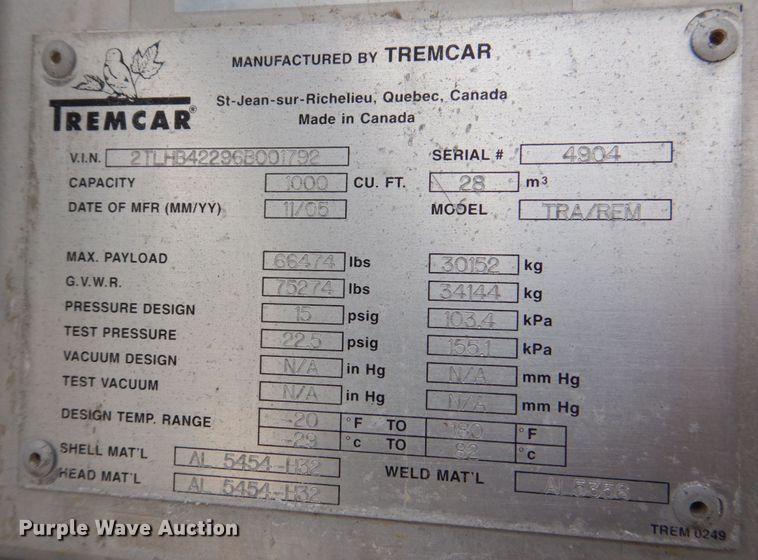 MANUFACTURED BY TREMCAR
TREMCAR®
St-Jean-sur-Richelieu, Quebec, Canada
Made in Canada
V.I.N. 2TLHB42296B001792 SERIAL # 4904
CAPACITY 1000 CU. FT. 28 m³
DATE OF MFR (MM/YY) 11/05 MODEL TRA/REM
MAX. PAYLOAD 66474 lbs 30152 kg
G.V.W.R. 75274 lbs 34144 kg
PRESSURE DESIGN 15 psig 103.4 kPa
TEST PRESSURE 22.5 psig 155.1 kPa
VACUUM DESIGN N/A in Hg N/A mm Hg
TEST VACUUM N/A in Hg N/A mm Hg
DESIGN TEMP. RANGE -20 °F TO 180 °F
-29 °c TO 82 °c
SHELL MAT'L AL 5454-H32
HEAD MAT'L AL 5454-H32 WELD MAT'L AL5356
TREM 0249
Purple Wave Auction